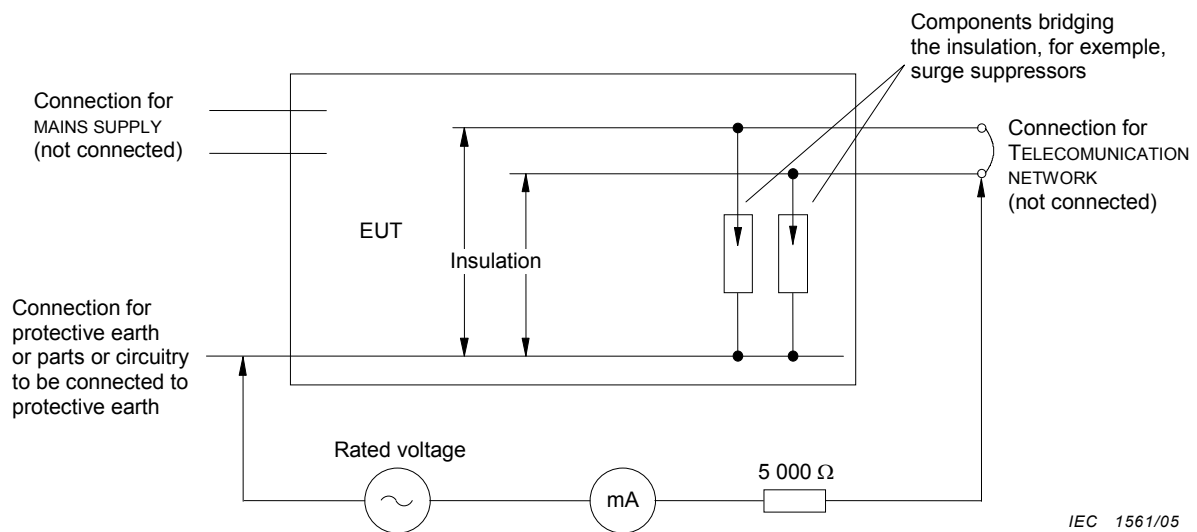 Components bridging
the insulation, for exemple,
surge suppressors
Connection for
MAINS SUPPLY
(not connected)
Connection for
TELECOMUNICATION
NETWORK
(not connected)
EUT
Insulation
Connection for
protective earth
or parts or circuitry
to be connected to
protective earth
Rated voltage
mA
5 000 Ω
IEC 1561/05